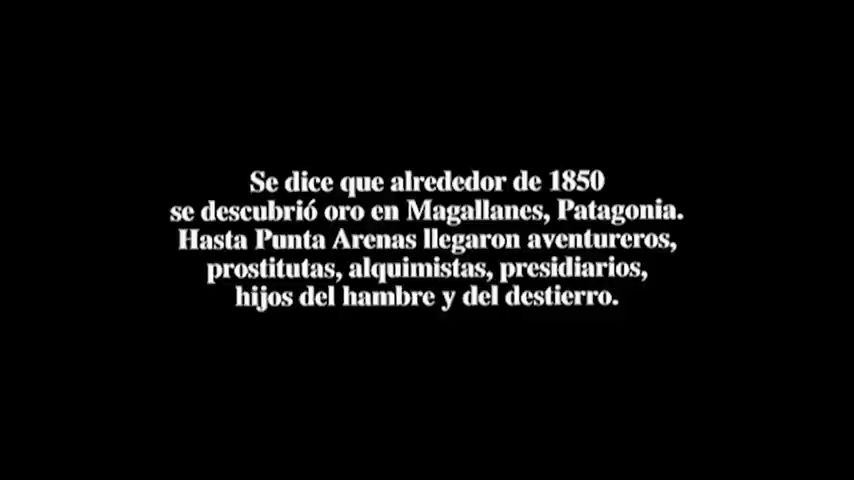 Se dice que alrededor de 1850
se descubrió oro en Magallanes, Patagonia.
Hasta Punta Arenas llegaron aventureros,
prostitutas, alquimistas, presidiarios,
hijos del hambre y del destierro.